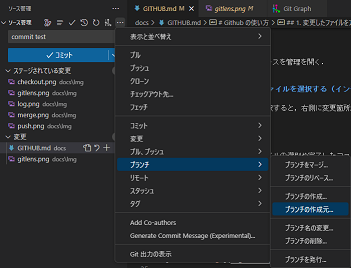 ソース管理
GITHUB.md M
gitlens.png M
Git Graph
ソース管理
docs > GITHUB.md > # Github の使い方 > ## 1. 変更したファイルを
commit test
コミット
ステージされている変更
checkout.png docs\img
gitlens.png docs\img
log.png docs\img
merge.png docs\img
push.png docs\img
変更
GITHUB.md docs
gitlens.png docs\img
表示と並べ替え
プル
プッシュ
クローン
チェックアウト先...
フェッチ
コミット
変更
プル, プッシュ
ブランチ
リモート
スタッシュ
タグ
Add Co-authors
Generate Commit Message (Experimental)...
Git 出力の表示
ブランチをマージ...
ブランチのリベース...
ブランチの作成...
ブランチの作成元...
ブランチ名の変更...
ブランチの削除...
ブランチを発行...
スを管理を開く．
ァイルを選択する（イン
択すると，右側に変更箇所